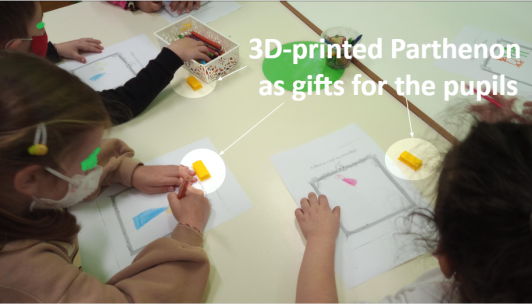 3D-printed Parthenon
as gifts for the pupils